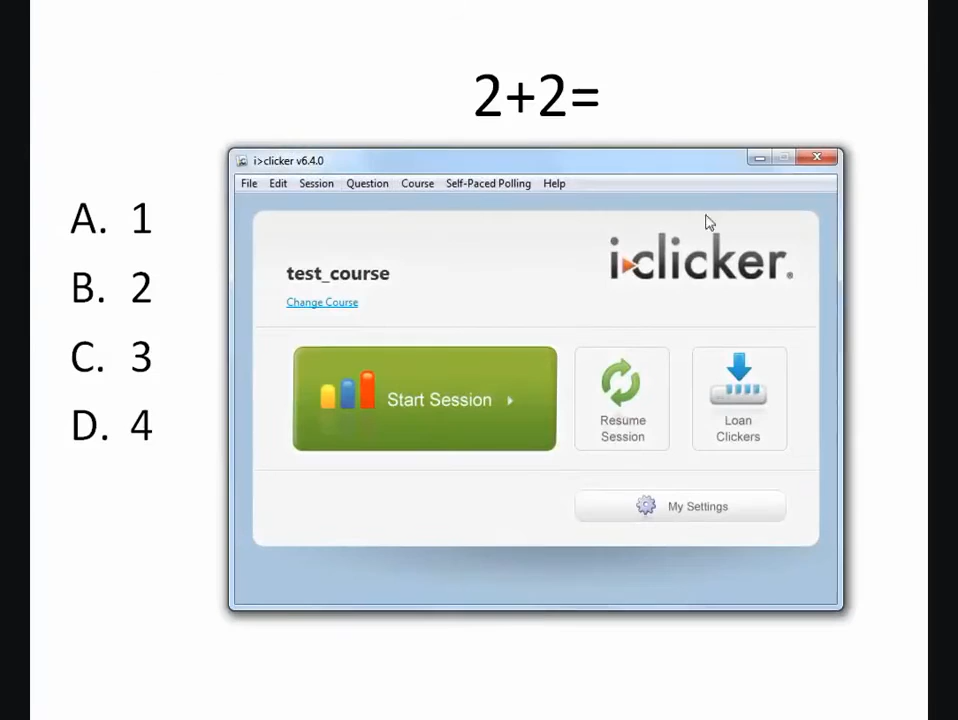 2+2=
A. 1
B. 2
C. 3
D. 4
i>clicker v6.4.0
File Edit Session Question Course Self-Paced Polling Help
test_course
Change Course
i>clicker®
Start Session
Resume
Session
Loan
Clickers
My Settings